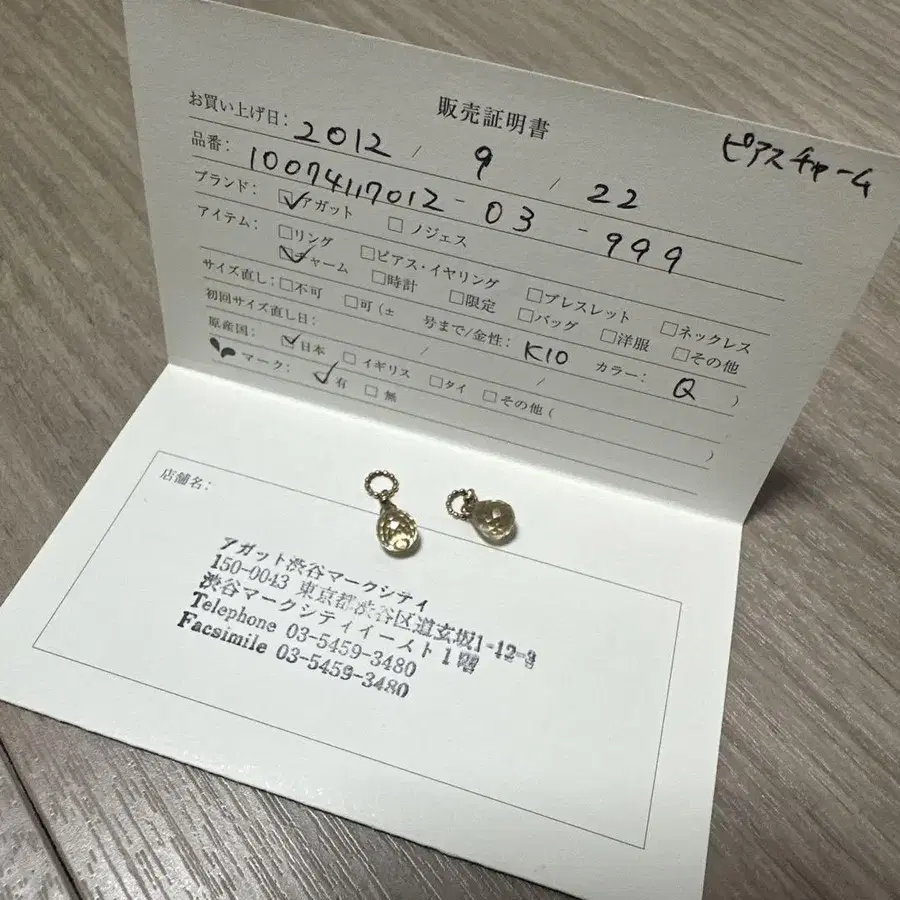 販売証明書
ピアスチャーム
お買い上げ日: 2012 / 9 / 22
品番: 10074117012 - 03 - 999
ブランド: ☑アガット □ノジェス
アイテム: □リング □ピアス・イヤリング □ブレスレット □ネックレス
☑チャーム □時計 □限定 □バッグ □洋服 □その他
サイズ直し: □不可 □可(± 号まで/金性: K10 カラー: Q )
初回サイズ直し日: / /
原産国: ☑日本 □イギリス □タイ □その他( )
マーク: ☑有 □無
店舗名:
アガット渋谷マークシティ
150-0043 東京都渋谷区道玄坂1-12-3
渋谷マークシティイースト1階
Telephone 03-5459-3480
Facsimile 03-5459-3480